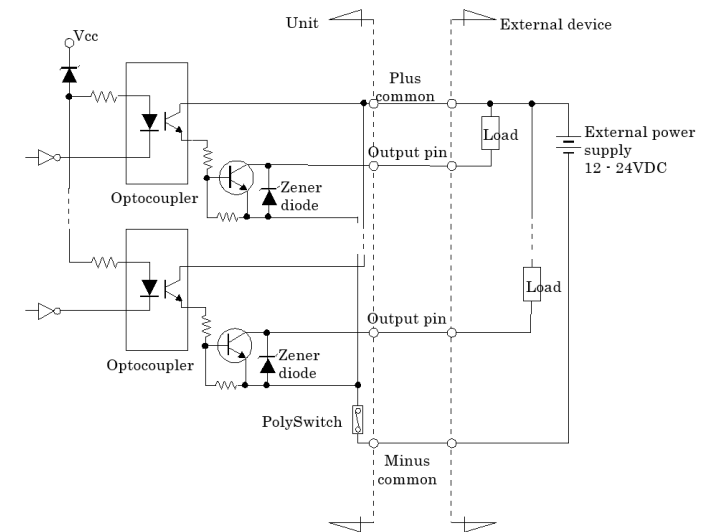 Unit
External device
Vcc
Plus
common
Load
External power
supply
12 - 24VDC
Output pin
Optocoupler
Zener
diode
Load
Output pin
Optocoupler
Zener
diode
PolySwitch
Minus
common